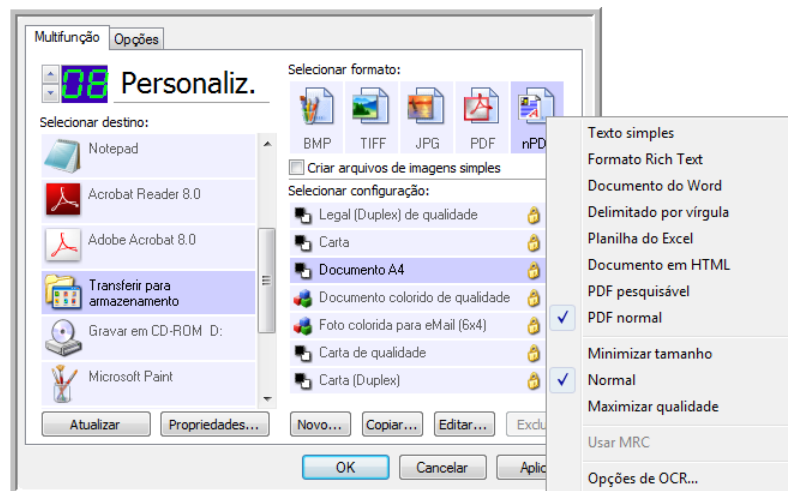 Multifunção
Opções
08 Personaliz.
Selecionar destino:
Notepad
Acrobat Reader 8.0
Adobe Acrobat 8.0
Transferir para
armazenamento
Gravar em CD-ROM D:
Microsoft Paint
Atualizar
Propriedades...
Selecionar formato:
BMP TIFF JPG PDF nPD
Criar arquivos de imagens simples
Selecionar configuração:
Legal (Duplex) de qualidade
Carta
Documento A4
Documento colorido de qualidade
Foto colorida para eMail (6x4)
Carta de qualidade
Carta (Duplex)
Novo... Copiar... Editar... Exclu
OK Cancelar Aplic
Texto simples
Formato Rich Text
Documento do Word
Delimitado por vírgula
Planilha do Excel
Documento em HTML
PDF pesquisável
PDF normal
Minimizar tamanho
Normal
Maximizar qualidade
Usar MRC
Opções de OCR...